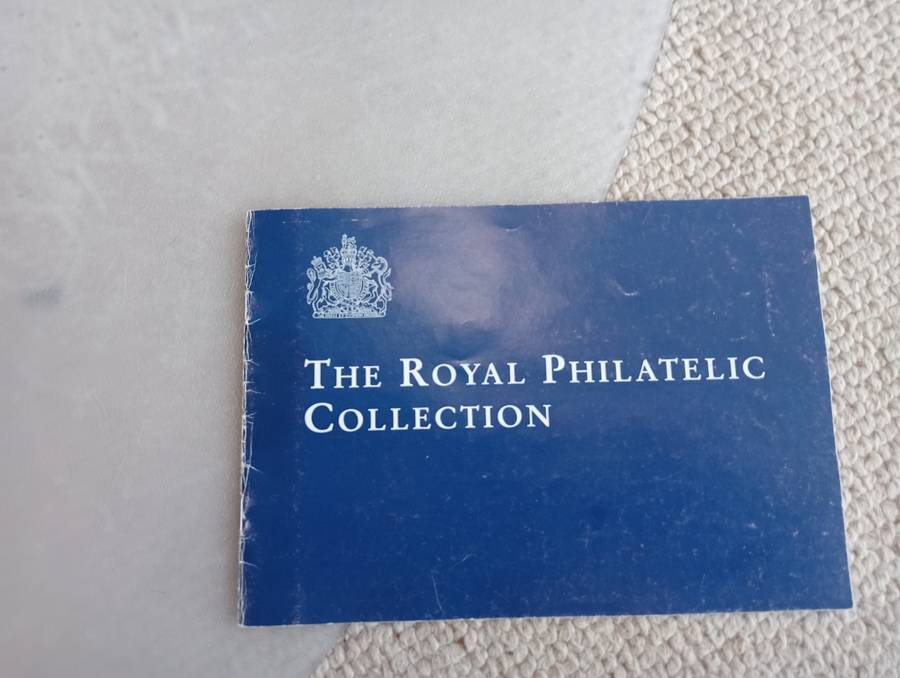 The Royal Philatelic
Collection